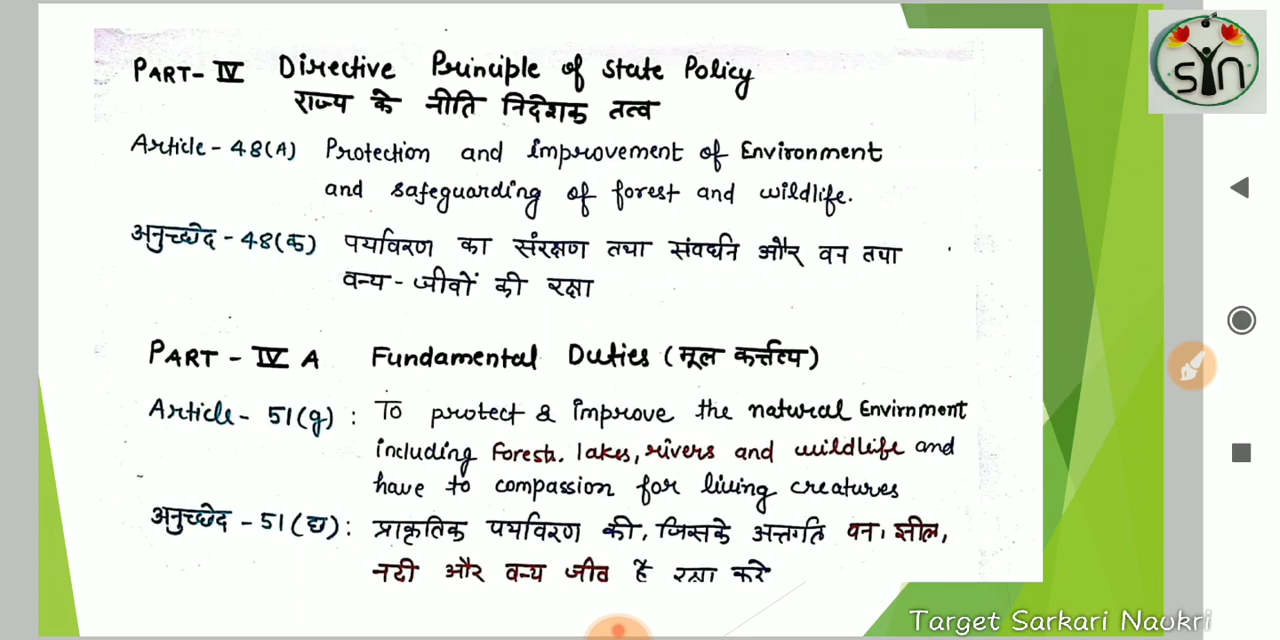 PART-IV Directive Principle of State Policy
राज्य के नीति निदेशक तत्व
Article - 48(A) Protection and improvement of Environment
and safeguarding of forest and wildlife.
अनुच्छेद - 48(क) पर्यावरण का संरक्षण तथा संवर्धन और वन तथा
वन्य - जीवों की रक्षा
PART - IV A Fundamental Duties (मूल कर्त्तव्य)
Article - 51(g) : To protect & improve the natural Envirnment
including forests. lakes, rivers and wildlife and
have to compassion for living creatures
अनुच्छेद - 51(छ) : प्राकृतिक पर्यावरण की, जिसके अन्तर्गत वन, झील,
नदी और वन्य जीव है रक्षा करे
SYN
Target Sarkari Naukri